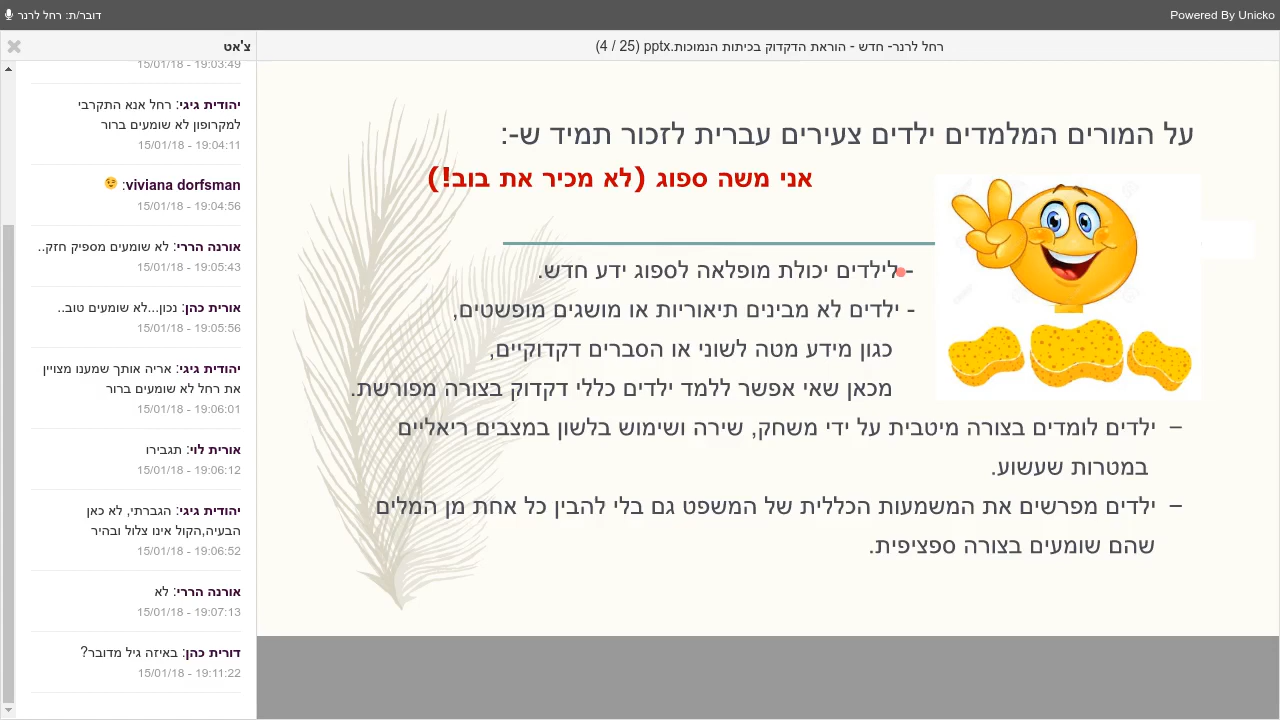 Powered By Unicko
דובר/ת: רחל לרנר
רחל לרנר- חדש - הוראת הדקדוק בכיתות הנמוכות.pptx (4 / 25)
צ'אט
15/01/18 - 19:03:49
יהודית גיגי: רחל אנא התקרבי
למקרופון לא שומעים ברור
15/01/18 - 19:04:11
viviana dorfsman: 😉
15/01/18 - 19:04:56
אורנה הררי: לא שומעים מספיק חזק..
15/01/18 - 19:05:43
אורית כהן: נכון...לא שומעים טוב..
15/01/18 - 19:05:56
יהודית גיגי: אריה אותך שמענו מצויין
את רחל לא שומעים ברור
15/01/18 - 19:06:01
אורית לוי: תגבירו
15/01/18 - 19:06:12
יהודית גיגי: הגברתי, לא כאן
הבעיה,הקול אינו צלול ובהיר
15/01/18 - 19:06:52
אורנה הררי: לא
15/01/18 - 19:07:13
דורית כהן: באיזה גיל מדובר?
15/01/18 - 19:11:22
על המורים המלמדים ילדים צעירים עברית לזכור תמיד ש-:
אני משה ספוג (לא מכיר את בוב!)
- לילדים יכולת מופלאה לספוג ידע חדש.
- ילדים לא מבינים תיאוריות או מושגים מופשטים,
כגון מידע מטה לשוני או הסברים דקדוקיים,
מכאן שאי אפשר ללמד ילדים כללי דקדוק בצורה מפורשת.
– ילדים לומדים בצורה מיטבית על ידי משחק, שירה ושימוש בלשון במצבים ריאליים
במטרות שעשוע.
– ילדים מפרשים את המשמעות הכללית של המשפט גם בלי להבין כל אחת מן המלים
שהם שומעים בצורה ספציפית.